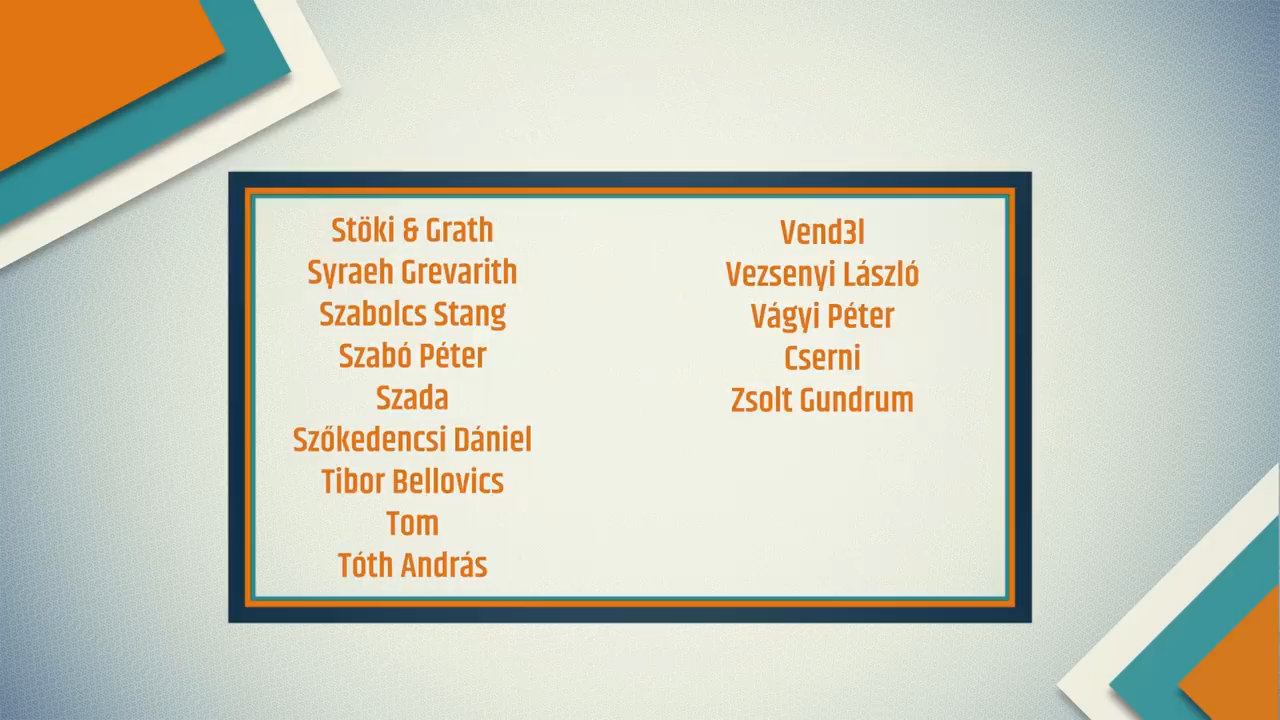 Stöki & Grath
Syraeh Grevarith
Szabolcs Stang
Szabó Péter
Szada
Szőkedencsi Dániel
Tibor Bellovics
Tom
Tóth András
Vend3l
Vezsenyi László
Vágyi Péter
Cserni
Zsolt Gundrum